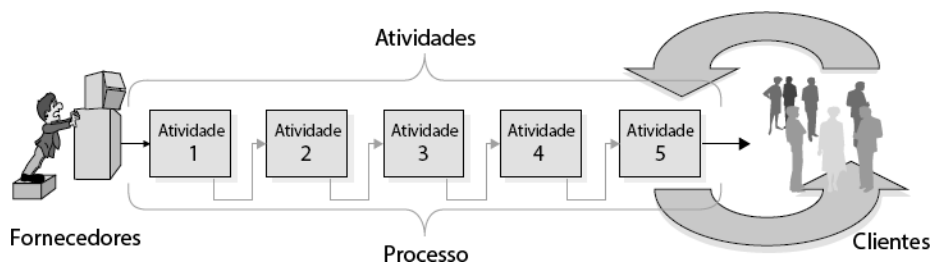 Atividades
Atividade
1
Atividade
2
Atividade
3
Atividade
4
Atividade
5
Fornecedores
Processo
Clientes